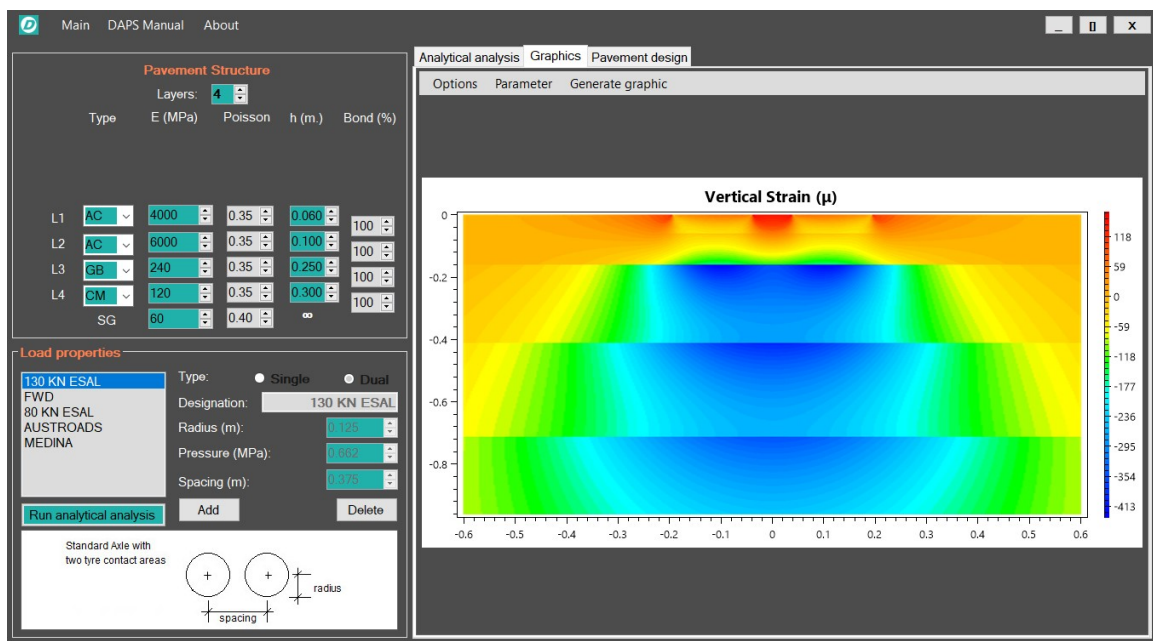 Main DAPS Manual About
_ [] X
Pavement Structure
Layers: 4
Type E (MPa) Poisson h (m.) Bond (%)
L1 AC 4000 0.35 0.060 100
L2 AC 6000 0.35 0.100 100
L3 GB 240 0.35 0.250 100
L4 CM 120 0.35 0.300 100
SG 60 0.40 ∞
Load properties
130 KN ESAL
FWD
80 KN ESAL
AUSTROADS
MEDINA
Type: Single Dual
Designation: 130 KN ESAL
Radius (m): 0.125
Pressure (MPa): 0.662
Spacing (m): 0.375
Run analytical analysis Add Delete
Standard Axle with
two tyre contact areas
radius
spacing
Analytical analysis Graphics Pavement design
Options Parameter Generate graphic
Vertical Strain (μ)
0
-0.2
-0.4
-0.6
-0.8
-0.6 -0.5 -0.4 -0.3 -0.2 -0.1 0 0.1 0.2 0.3 0.4 0.5 0.6
118
59
0
-59
-118
-177
-236
-295
-354
-413